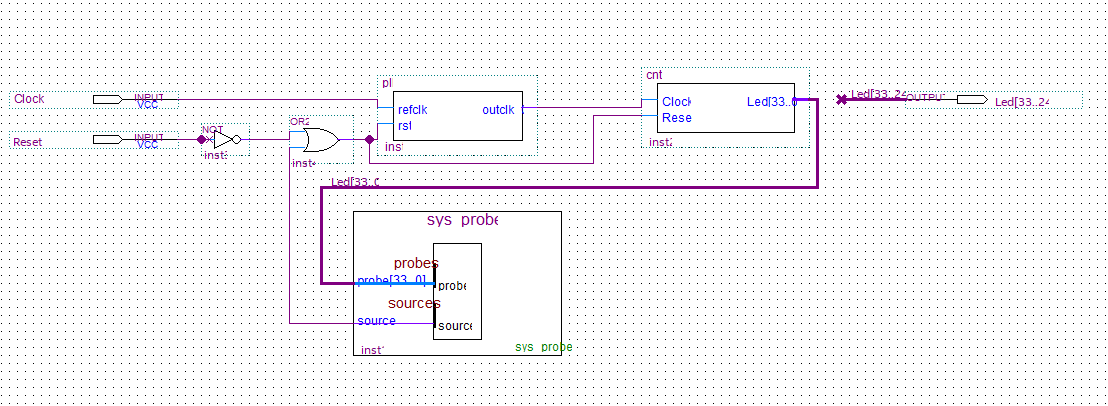 cnt
pl
Led[33..24
OUTPUT
Clock
INPUT
VCC
refclk
outclk
Clock
Led[33..0
Led[33..24
rst
Rese
NOT
OR2
Reset
INPUT
VCC
inst
ins
inst
inst
Led[33..0
sys_probe
probes
probe[33..0]
probe
sources
source
source
inst
sys_probe